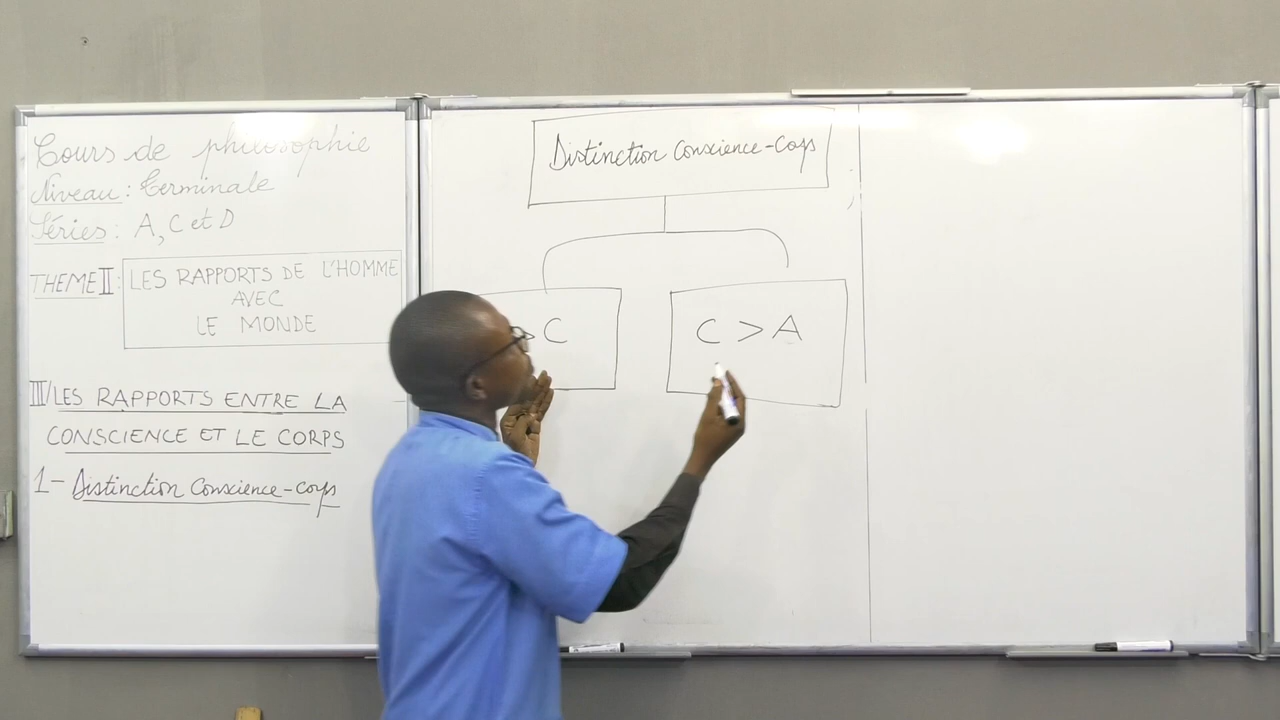 Cours de philosophie
Niveau : Terminale
Séries : A, C et D
THEME II : LES RAPPORTS DE L'HOMME
AVEC
LE MONDE
III/ LES RAPPORTS ENTRE LA
CONSCIENCE ET LE CORPS
1- Distinction Conscience-corps
Distinction Conscience-Corps
> C
C > A